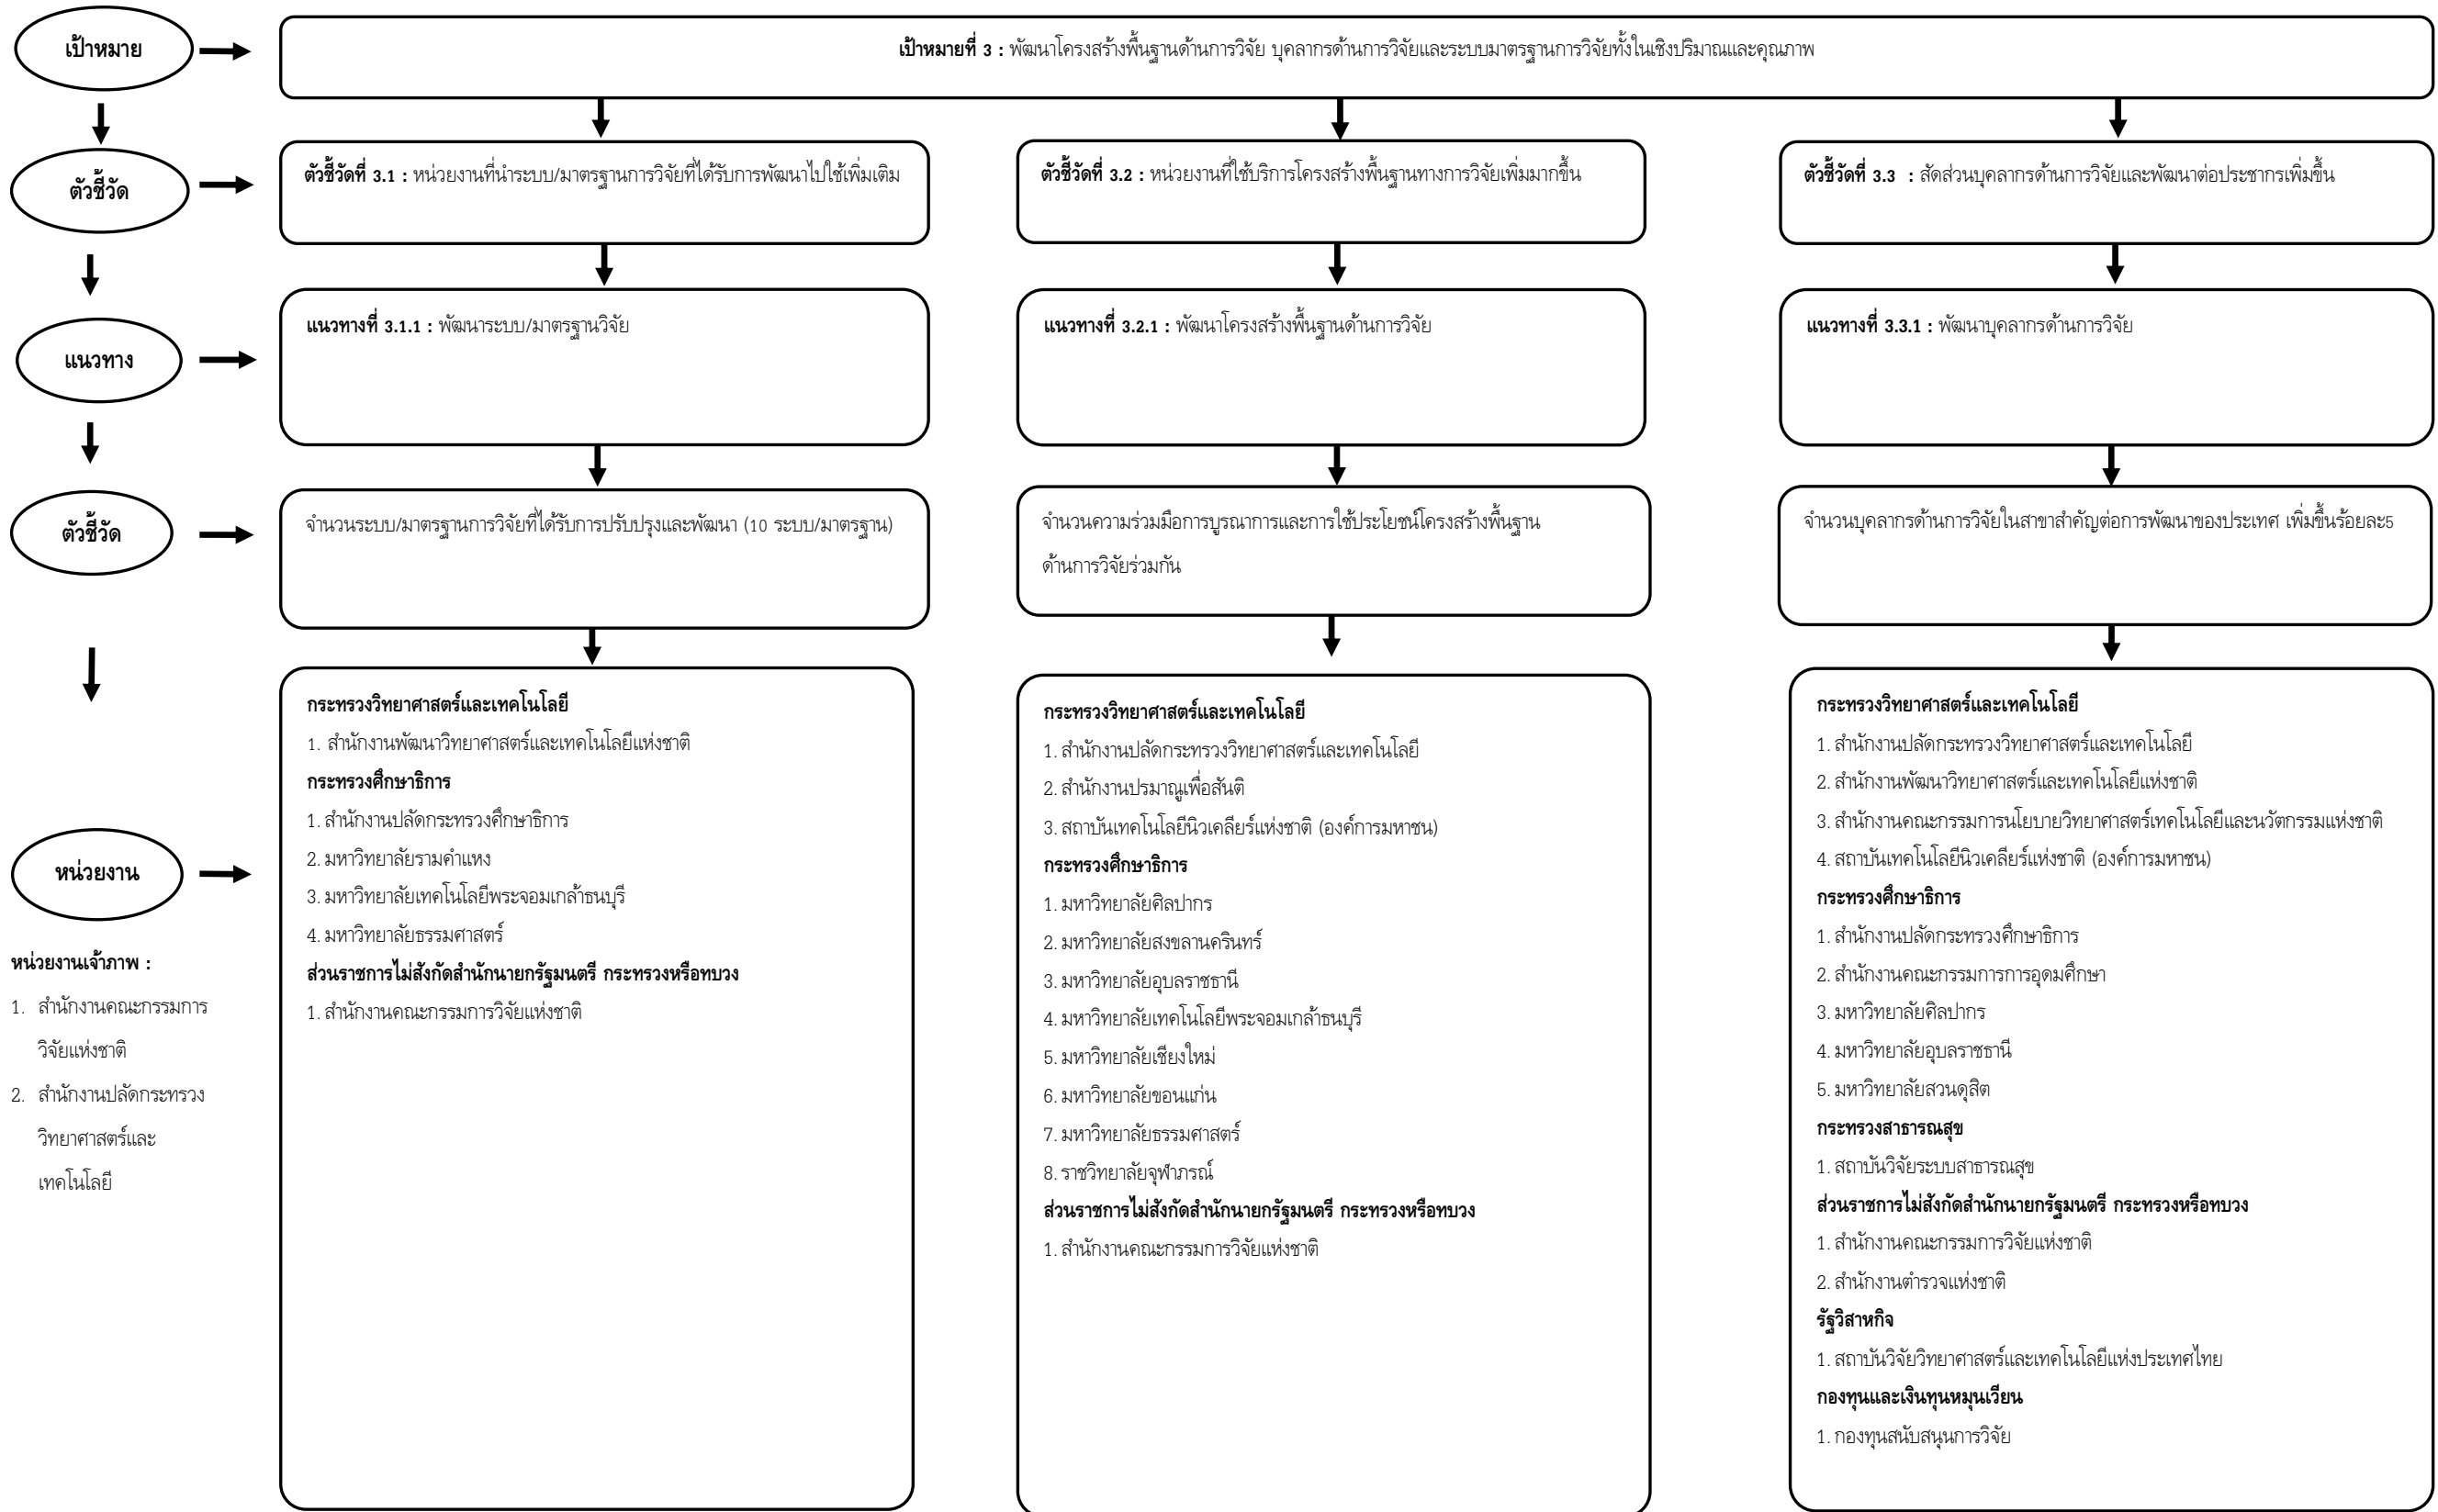 เป้าหมาย
เป้าหมายที่ 3 : พัฒนาโครงสร้างพื้นฐานด้านการวิจัย บุคลากรด้านการวิจัยและระบบมาตรฐานการวิจัยทั้งในเชิงปริมาณและคุณภาพ
ตัวชี้วัด
ตัวชี้วัดที่ 3.1 : หน่วยงานที่นำระบบ/มาตรฐานการวิจัยที่ได้รับการพัฒนาไปใช้เพิ่มเติม
ตัวชี้วัดที่ 3.2 : หน่วยงานที่ใช้บริการโครงสร้างพื้นฐานทางการวิจัยเพิ่มมากขึ้น
ตัวชี้วัดที่ 3.3 : สัดส่วนบุคลากรด้านการวิจัยและพัฒนาต่อประชากรเพิ่มขึ้น
แนวทาง
แนวทางที่ 3.1.1 : พัฒนาระบบ/มาตรฐานวิจัย
แนวทางที่ 3.2.1 : พัฒนาโครงสร้างพื้นฐานด้านการวิจัย
แนวทางที่ 3.3.1 : พัฒนาบุคลากรด้านการวิจัย
ตัวชี้วัด
จำนวนระบบ/มาตรฐานการวิจัยที่ได้รับการปรับปรุงและพัฒนา (10 ระบบ/มาตรฐาน)
จำนวนความร่วมมือการบูรณาการและการใช้ประโยชน์โครงสร้างพื้นฐาน
ด้านการวิจัยร่วมกัน
จำนวนบุคลากรด้านการวิจัยในสาขาสำคัญต่อการพัฒนาของประเทศ เพิ่มขึ้นร้อยละ5
หน่วยงาน
หน่วยงานเจ้าภาพ :
1. สำนักงานคณะกรรมการ
วิจัยแห่งชาติ
2. สำนักงานปลัดกระทรวง
วิทยาศาสตร์และ
เทคโนโลยี
กระทรวงวิทยาศาสตร์และเทคโนโลยี
1. สำนักงานพัฒนาวิทยาศาสตร์และเทคโนโลยีแห่งชาติ
กระทรวงศึกษาธิการ
1. สำนักงานปลัดกระทรวงศึกษาธิการ
2. มหาวิทยาลัยรามคำแหง
3. มหาวิทยาลัยเทคโนโลยีพระจอมเกล้าธนบุรี
4. มหาวิทยาลัยธรรมศาสตร์
ส่วนราชการไม่สังกัดสำนักนายกรัฐมนตรี กระทรวงหรือทบวง
1. สำนักงานคณะกรรมการวิจัยแห่งชาติ
กระทรวงวิทยาศาสตร์และเทคโนโลยี
1. สำนักงานปลัดกระทรวงวิทยาศาสตร์และเทคโนโลยี
2. สำนักงานปรมาณูเพื่อสันติ
3. สถาบันเทคโนโลยีนิวเคลียร์แห่งชาติ (องค์การมหาชน)
กระทรวงศึกษาธิการ
1. มหาวิทยาลัยศิลปากร
2. มหาวิทยาลัยสงขลานครินทร์
3. มหาวิทยาลัยอุบลราชธานี
4. มหาวิทยาลัยเทคโนโลยีพระจอมเกล้าธนบุรี
5. มหาวิทยาลัยเชียงใหม่
6. มหาวิทยาลัยขอนแก่น
7. มหาวิทยาลัยธรรมศาสตร์
8. ราชวิทยาลัยจุฬาภรณ์
ส่วนราชการไม่สังกัดสำนักนายกรัฐมนตรี กระทรวงหรือทบวง
1. สำนักงานคณะกรรมการวิจัยแห่งชาติ
กระทรวงวิทยาศาสตร์และเทคโนโลยี
1. สำนักงานปลัดกระทรวงวิทยาศาสตร์และเทคโนโลยี
2. สำนักงานพัฒนาวิทยาศาสตร์และเทคโนโลยีแห่งชาติ
3. สำนักงานคณะกรรมการนโยบายวิทยาศาสตร์เทคโนโลยีและนวัตกรรมแห่งชาติ
4. สถาบันเทคโนโลยีนิวเคลียร์แห่งชาติ (องค์การมหาชน)
กระทรวงศึกษาธิการ
1. สำนักงานปลัดกระทรวงศึกษาธิการ
2. สำนักงานคณะกรรมการการอุดมศึกษา
3. มหาวิทยาลัยศิลปากร
4. มหาวิทยาลัยอุบลราชธานี
5. มหาวิทยาลัยสวนดุสิต
กระทรวงสาธารณสุข
1. สถาบันวิจัยระบบสาธารณสุข
ส่วนราชการไม่สังกัดสำนักนายกรัฐมนตรี กระทรวงหรือทบวง
1. สำนักงานคณะกรรมการวิจัยแห่งชาติ
2. สำนักงานตำรวจแห่งชาติ
รัฐวิสาหกิจ
1. สถาบันวิจัยวิทยาศาสตร์และเทคโนโลยีแห่งประเทศไทย
กองทุนและเงินทุนหมุนเวียน
1. กองทุนสนับสนุนการวิจัย